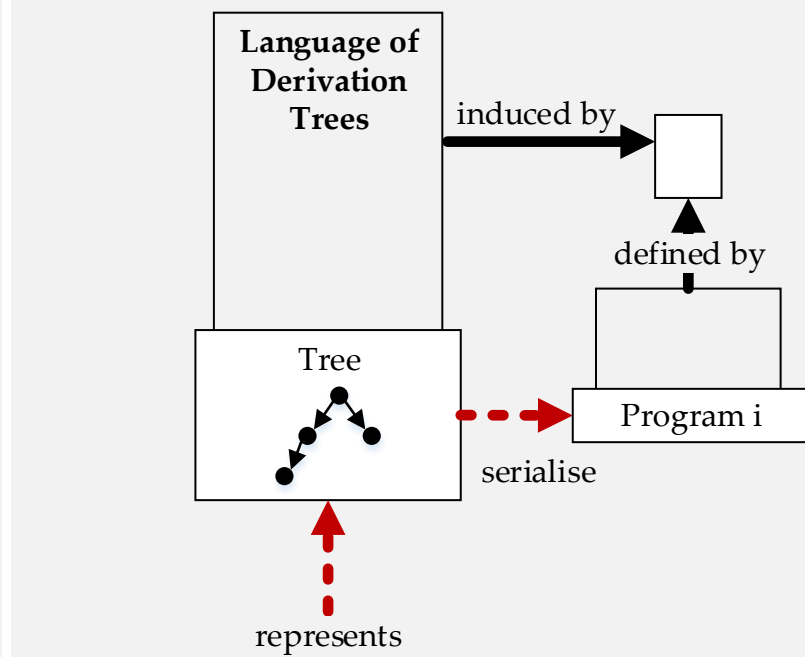 Language of
Derivation
Trees
induced by
defined by
Tree
Program i
serialise
represents